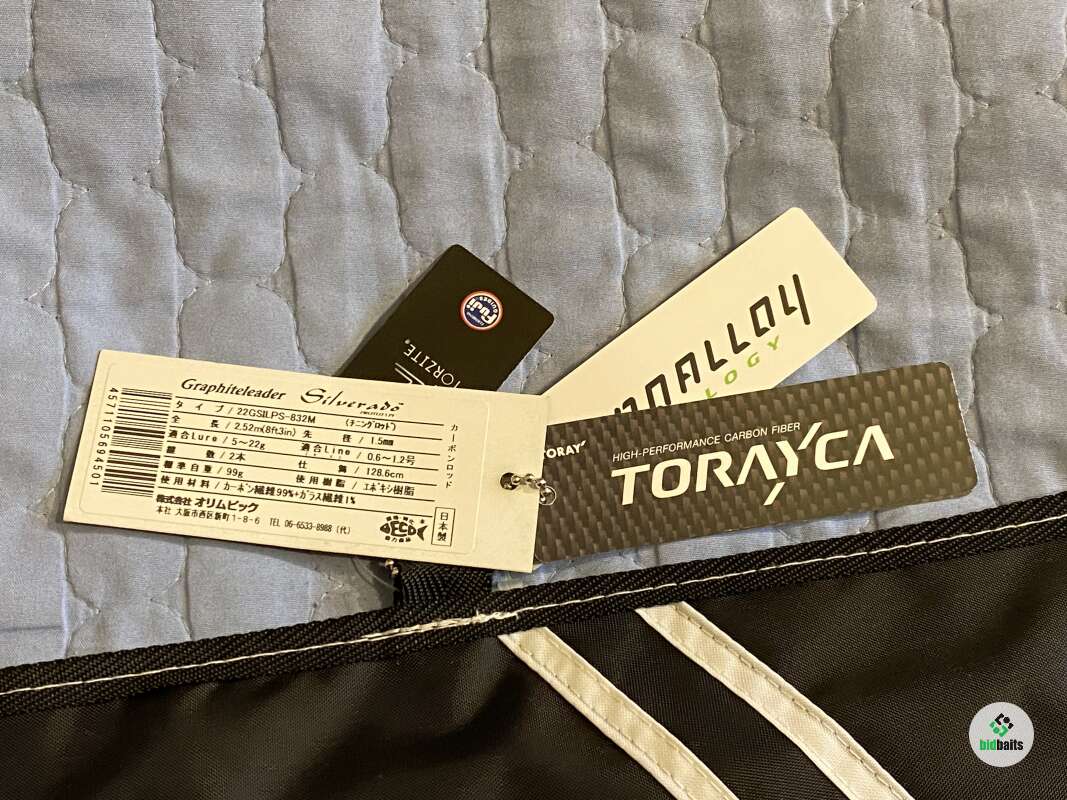 Graphiteleader Silverado
PROTOTYPE
タイプ / 22GSILPS-832M (チニングロッド)
全長 / 2.52m(8ft3in) 先径 / 1.5mm
適合Lure / 5～22g 適合Line / 0.6～1.2号
継数 / 2本 仕舞 / 128.6cm
標準自重 / 99g 使用樹脂 / エポキシ樹脂
使用材料 / カーボン繊維99%+ガラス繊維1%
株式会社 オリムピック
本社 大阪市西区新町1-8-6 TEL 06-6533-8988 (代)
カーボンロッド
日本製
ECO
4571105694501
Fuji
TORZITE®
NALLOY
LOGY
TORAY
HIGH-PERFORMANCE CARBON FIBER
TORAYCA
bidbaits